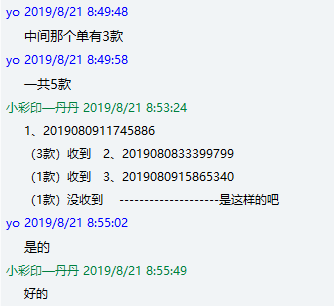 yo 2019/8/21 8:49:48
中间那个单有3款
yo 2019/8/21 8:49:58
一共5款
小彩印—丹丹 2019/8/21 8:53:24
1、2019080911745886
（3款）收到 2、2019080833399799
（1款）收到 3、2019080915865340
（1款）没收到 --------------------是这样的吧
yo 2019/8/21 8:55:02
是的
小彩印—丹丹 2019/8/21 8:55:49
好的